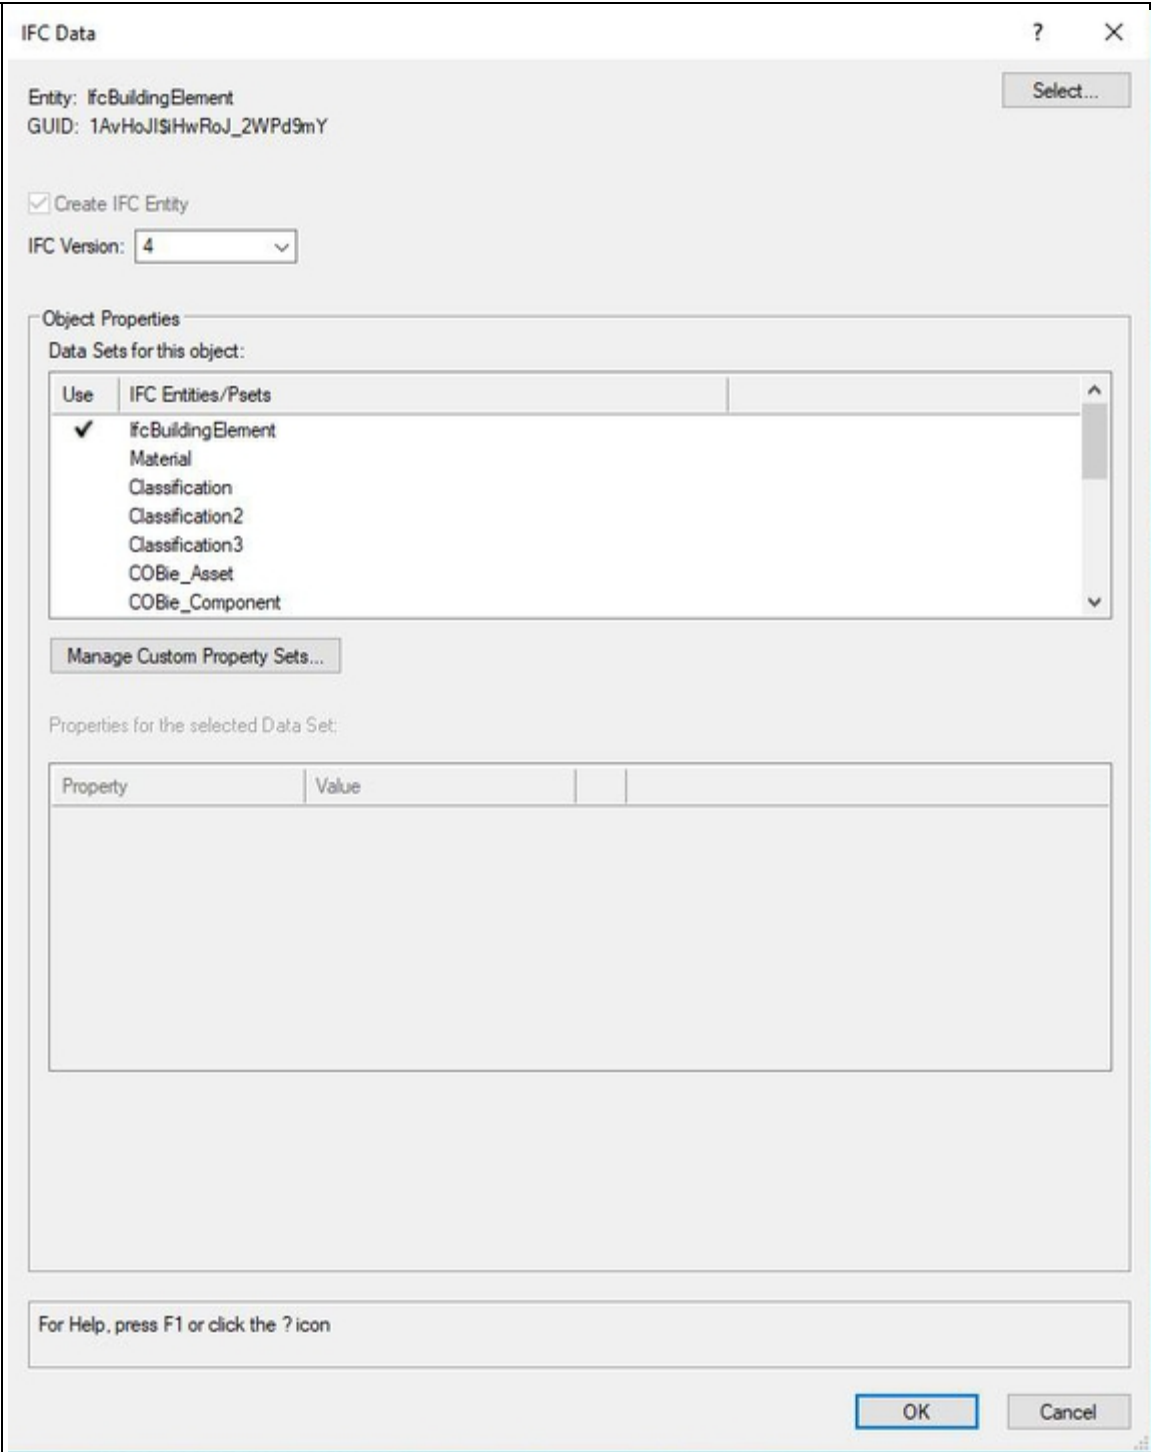 IFC Data
?
Entity: IfcBuildingElement
Select...
GUID: 1AvHoJI$iHwRoJ_2WPd9mY
Create IFC Entity
IFC Version: 4
Object Properties
Data Sets for this object:
Use IFC Entities/Psets
IfcBuildingElement
Material
Classification
Classification2
Classification3
COBie_Asset
COBie_Component
Manage Custom Property Sets...
Properties for the selected Data Set:
Property Value
For Help, press F1 or click the ? icon
OK Cancel